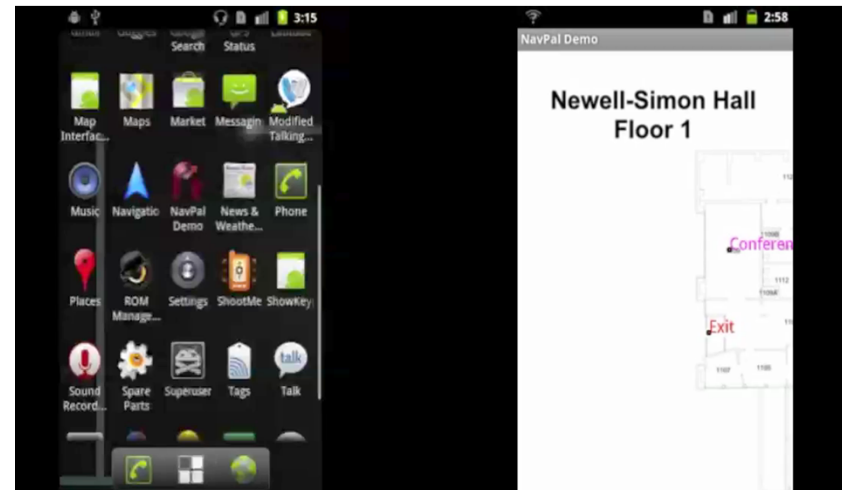 3:15
Search
Status
Map
Interfac...
Maps
Market
Messagin
Modified
Talking...
Music
Navigatio
NavPal
Demo
News &
Weathe...
Phone
Places
ROM
Manage...
Settings
ShootMe
ShowKey
Sound
Record...
Spare
Parts
Superuser
Tags
talk
Talk
2:58
NavPal Demo
Newell-Simon Hall
Floor 1
Conferen
1112
Exit
1107